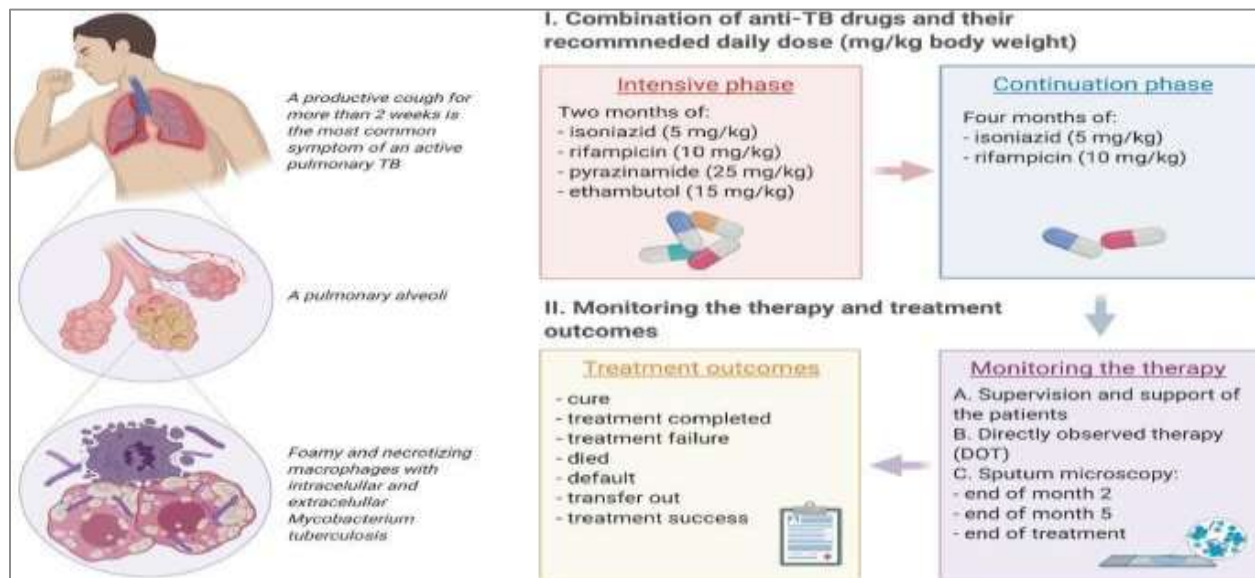 A productive cough for
more than 2 weeks is
the most common
symptom of an active
pulmonary TB
A pulmonary alveoli
Foamy and necrotizing
macrophages with
intracelullar and
extracelullar
Mycobacterium
tuberculosis
I. Combination of anti-TB drugs and their
recommneded daily dose (mg/kg body weight)
Intensive phase
Two months of:
- isoniazid (5 mg/kg)
- rifampicin (10 mg/kg)
- pyrazinamide (25 mg/kg)
- ethambutol (15 mg/kg)
Continuation phase
Four months of:
- isoniazid (5 mg/kg)
- rifampicin (10 mg/kg)
II. Monitoring the therapy and treatment
outcomes
Treatment outcomes
- cure
- treatment completed
- treatment failure
- died
- default
- transfer out
- treatment success
Monitoring the therapy
A. Supervision and support of
the patients
B. Directly observed therapy
(DOT)
C. Sputum microscopy:
- end of month 2
- end of month 5
- end of treatment